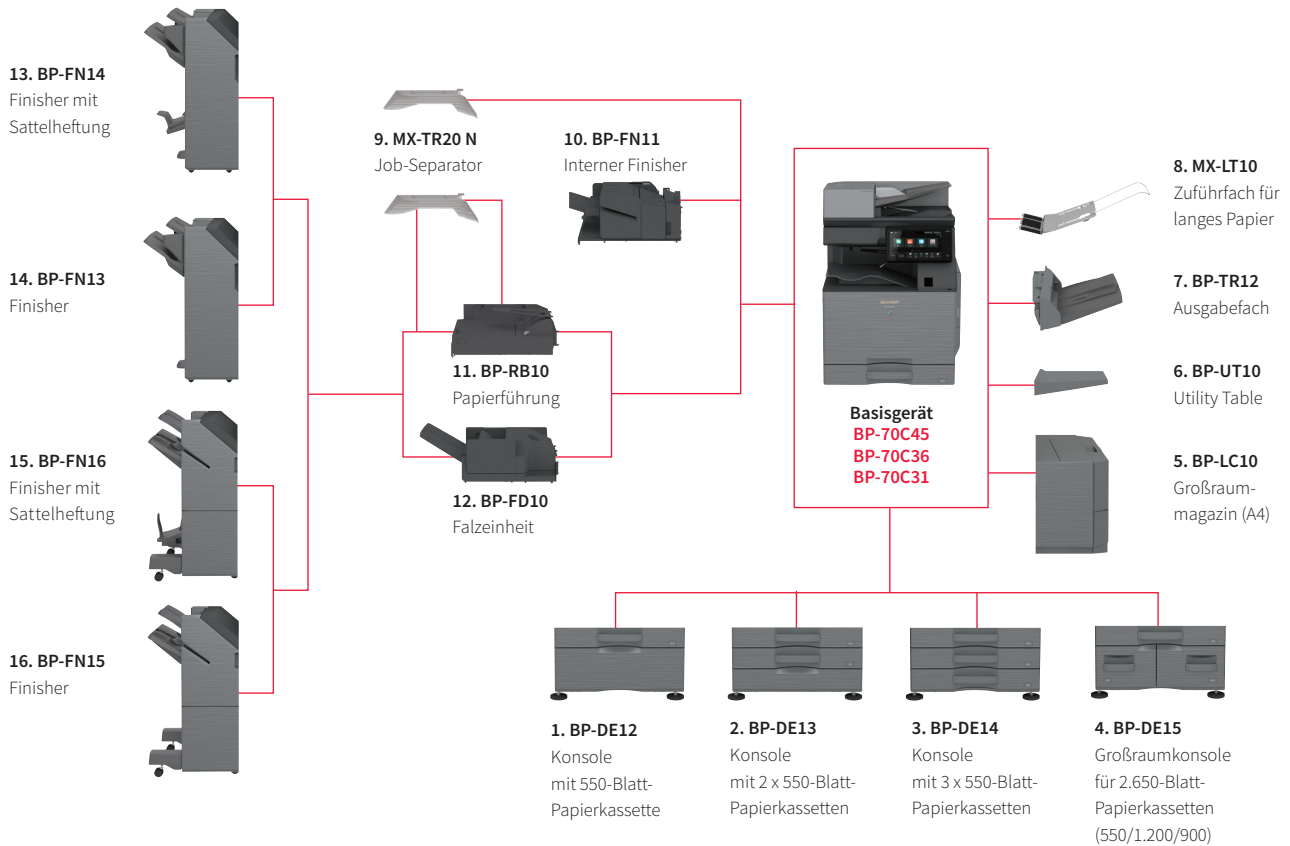 13. BP-FN14
Finisher mit
Sattelheftung
14. BP-FN13
Finisher
15. BP-FN16
Finisher mit
Sattelheftung
16. BP-FN15
Finisher
9. MX-TR20 N
Job-Separator
10. BP-FN11
Interner Finisher
11. BP-RB10
Papierführung
12. BP-FD10
Falzeinheit
Basisgerät
BP-70C45
BP-70C36
BP-70C31
8. MX-LT10
Zuführfach für
langes Papier
7. BP-TR12
Ausgabefach
6. BP-UT10
Utility Table
5. BP-LC10
Großraum-
magazin (A4)
1. BP-DE12
Konsole
mit 550-Blatt-
Papierkassette
2. BP-DE13
Konsole
mit 2 x 550-Blatt-
Papierkassetten
3. BP-DE14
Konsole
mit 3 x 550-Blatt-
Papierkassetten
4. BP-DE15
Großraumkonsole
für 2.650-Blatt-
Papierkassetten
(550/1.200/900)